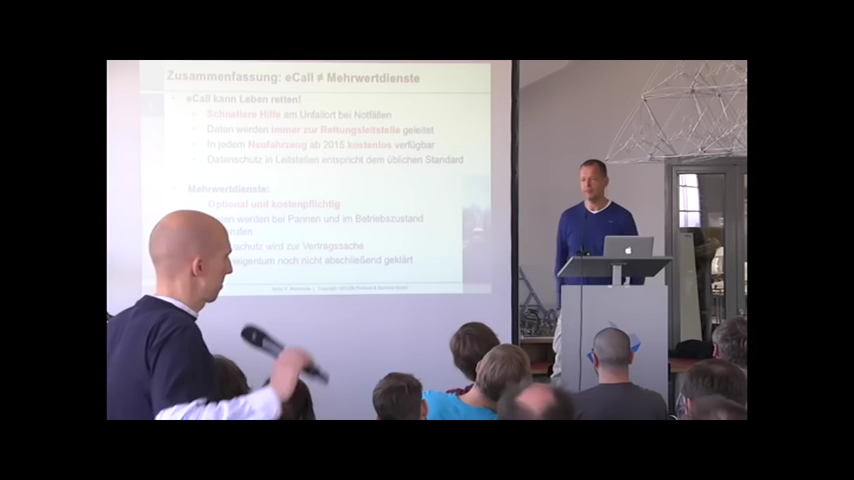 Zusammenfassung: eCall ≠ Mehrwertdienste
eCall kann Leben retten!
Schnellere Hilfe am Unfallort bei Notfällen
Daten werden immer zur Rettungsleitstelle geleitet
In jedem Neufahrzeug ab 2015 kostenlos verfügbar
Datenschutz in Leitstellen entspricht dem üblichen Standard
Mehrwertdienste:
Optional und kostenpflichtig
werden bei Pannen und im Betriebszustand
schutz wird zur Vertragssache
eigentum noch nicht abschließend geklärt